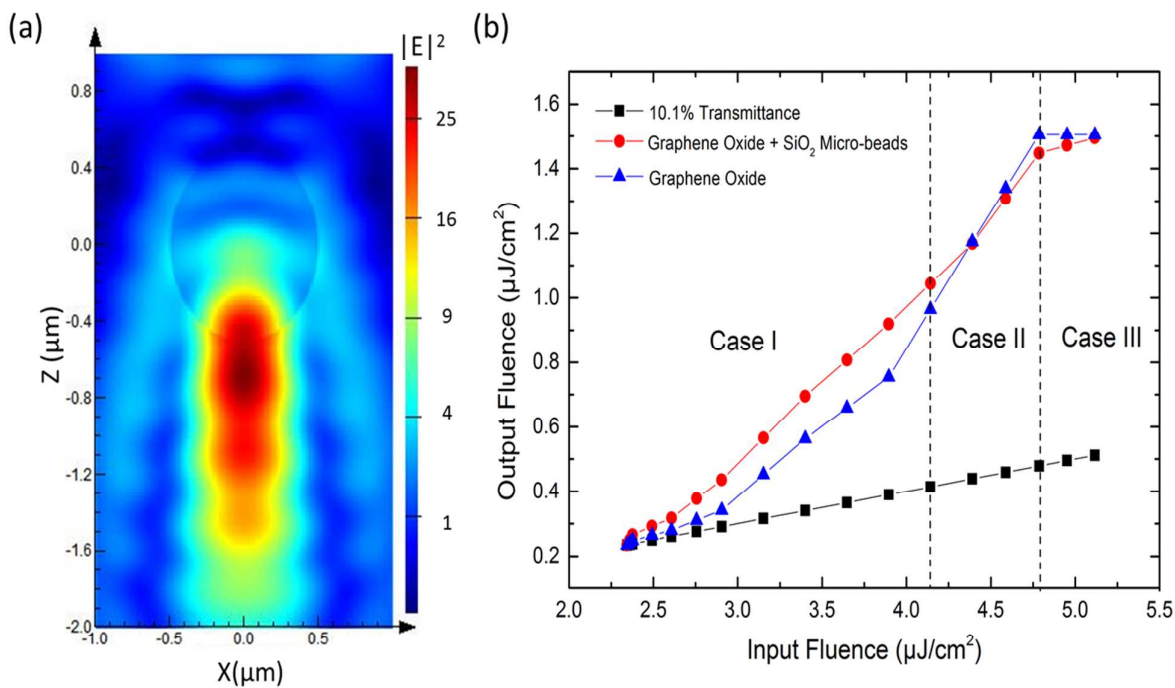 (a)
|E|²
0.8
0.4
0.0
-0.4
-0.8
-1.2
-1.6
-2.0
Z (μm)
-1.0
-0.5
0.0
0.5
X(μm)
25
16
9
4
1
(b)
10.1% Transmittance
Graphene Oxide + SiO₂ Micro-beads
Graphene Oxide
Case I
Case II
Case III
1.6
1.4
1.2
1.0
0.8
0.6
0.4
0.2
Output Fluence (μJ/cm²)
2.0 2.5 3.0 3.5 4.0 4.5 5.0 5.5
Input Fluence (μJ/cm²)